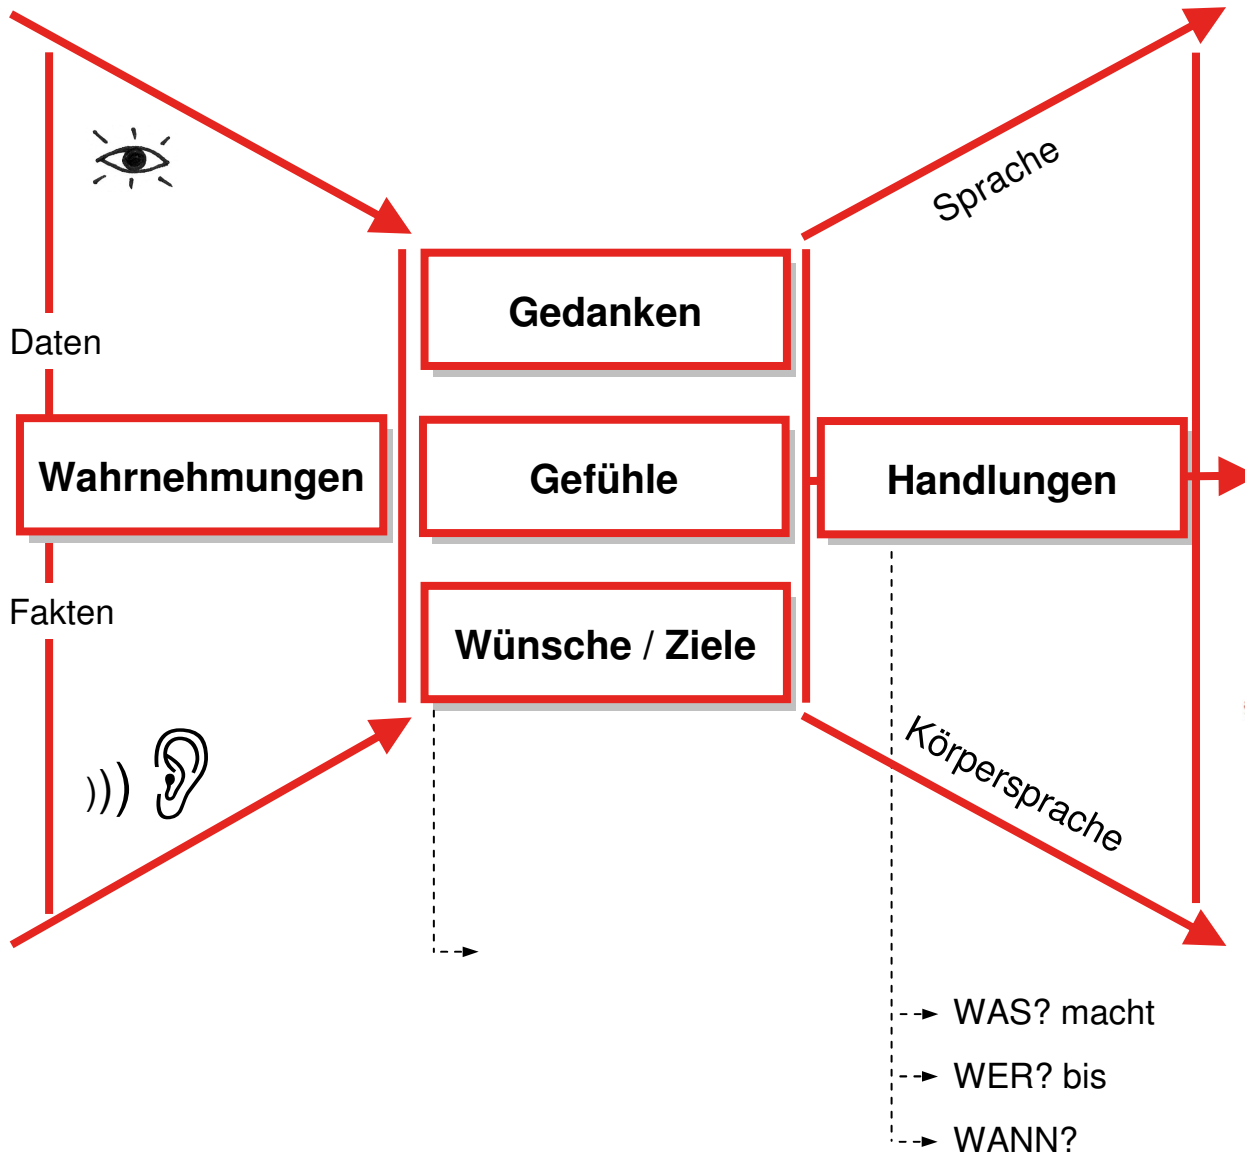 Sprache
Gedanken
Daten
Wahrnehmungen
Gefühle
Handlungen
Fakten
Wünsche / Ziele
Körpersprache
WAS? macht
WER? bis
WANN?